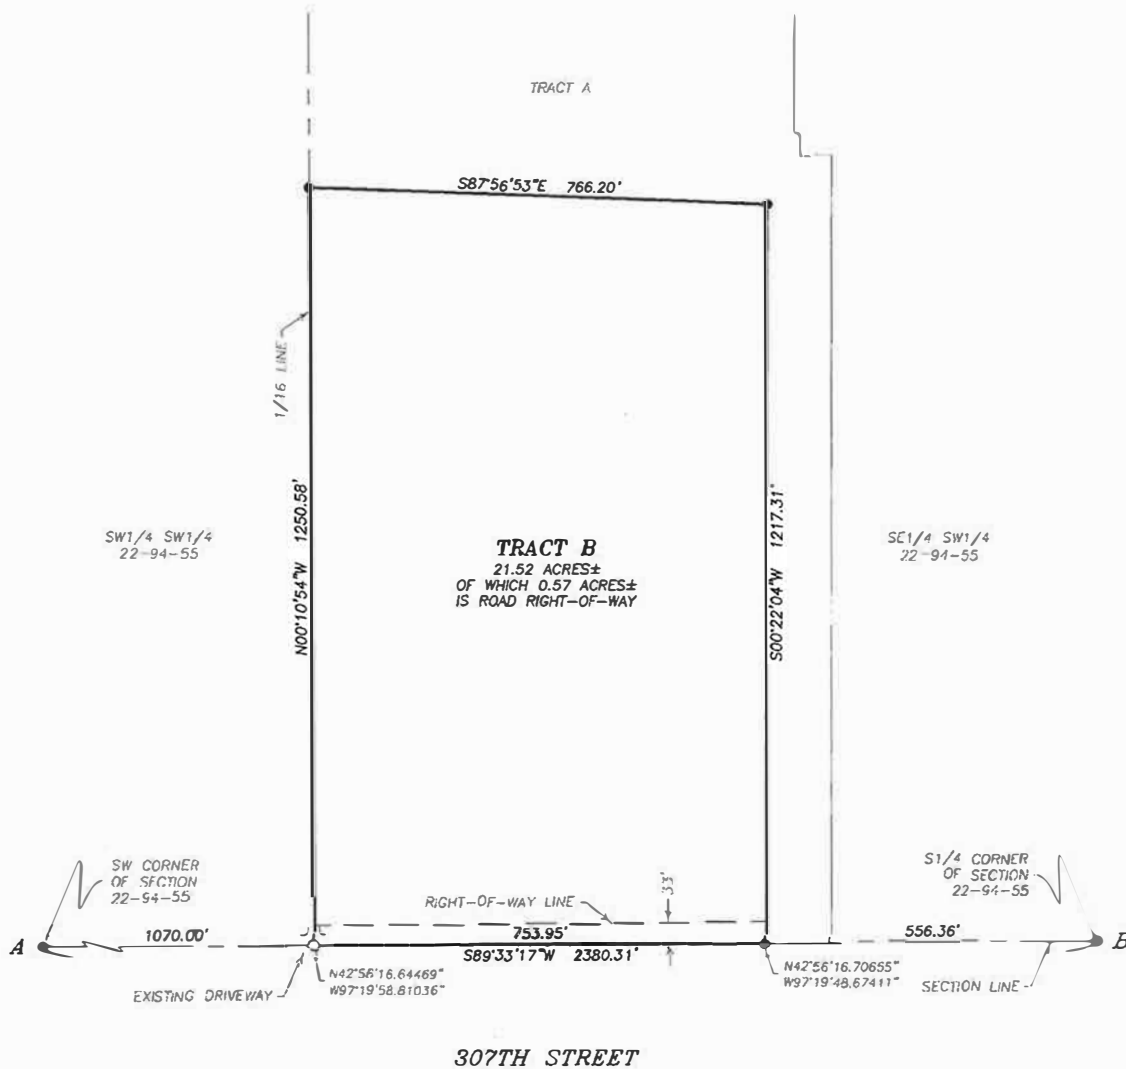 TRACT A
S87°56'53"E 766.20'
1/16 LINE
N00°10'54"W 1250.58'
S00°22'04"W 1217.31'
SW1/4 SW1/4
22-94-55
TRACT B
21.52 ACRES±
OF WHICH 0.57 ACRES±
IS ROAD RIGHT-OF-WAY
SE1/4 SW1/4
22-94-55
SW CORNER
OF SECTION
22-94-55
S1/4 CORNER
OF SECTION
22-94-55
RIGHT-OF-WAY LINE
33'
A
1070.00'
753.95'
556.36'
B
S89°33'17"W 2380.31'
EXISTING DRIVEWAY
N42°56'16.64469"
W97°19'58.81036"
N42°56'16.70655"
W97°19'48.67411"
SECTION LINE
307TH STREET